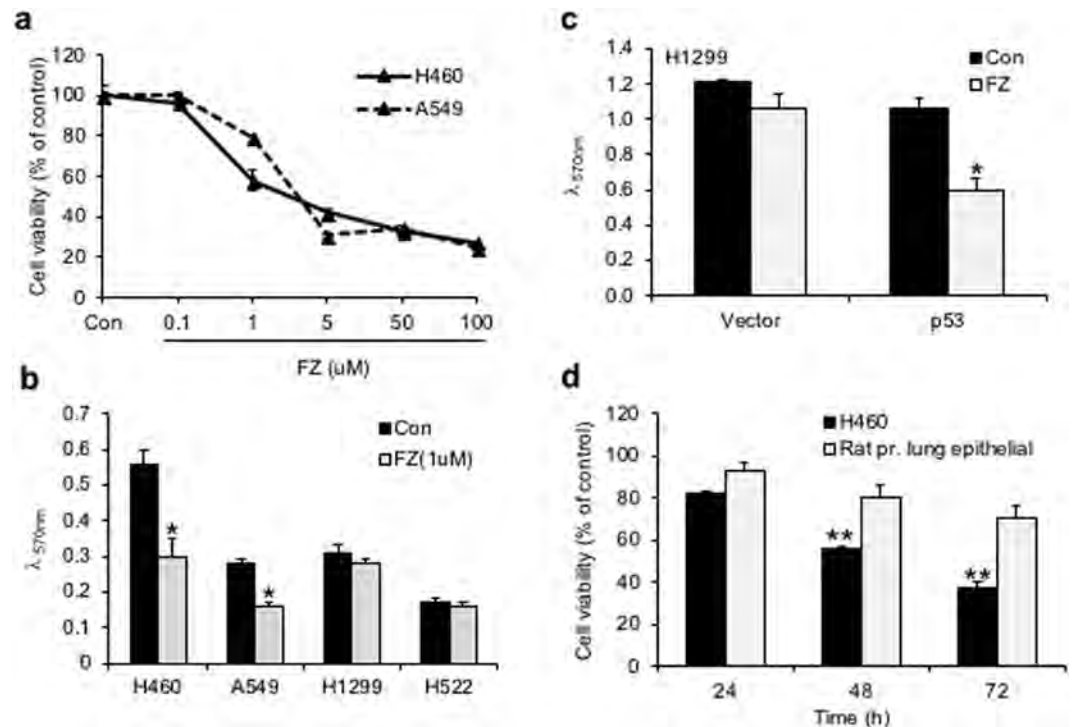 a
120
100
80
60
40
20
0
Cell viability (% of control)
H460
A549
Con 0.1 1 5 50 100
FZ (uM)
b
0.7
0.6
0.5
0.4
0.3
0.2
0.1
0
λ 570nm
Con
FZ(1uM)
*
*
H460 A549 H1299 H522
c
1.4
1.2
1.0
0.8
0.6
0.4
0.2
0.0
λ 570nm
H1299
Con
FZ
*
Vector p53
d
120
100
80
60
40
20
0
Cell viability (% of control)
H460
Rat pr. lung epithelial
**
**
24 48 72
Time (h)